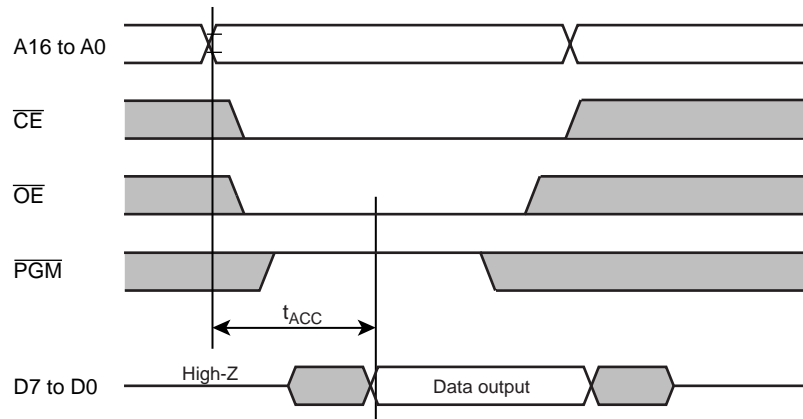 A16 to A0
CE
OE
PGM
tACC
D7 to D0
High-Z
Data output